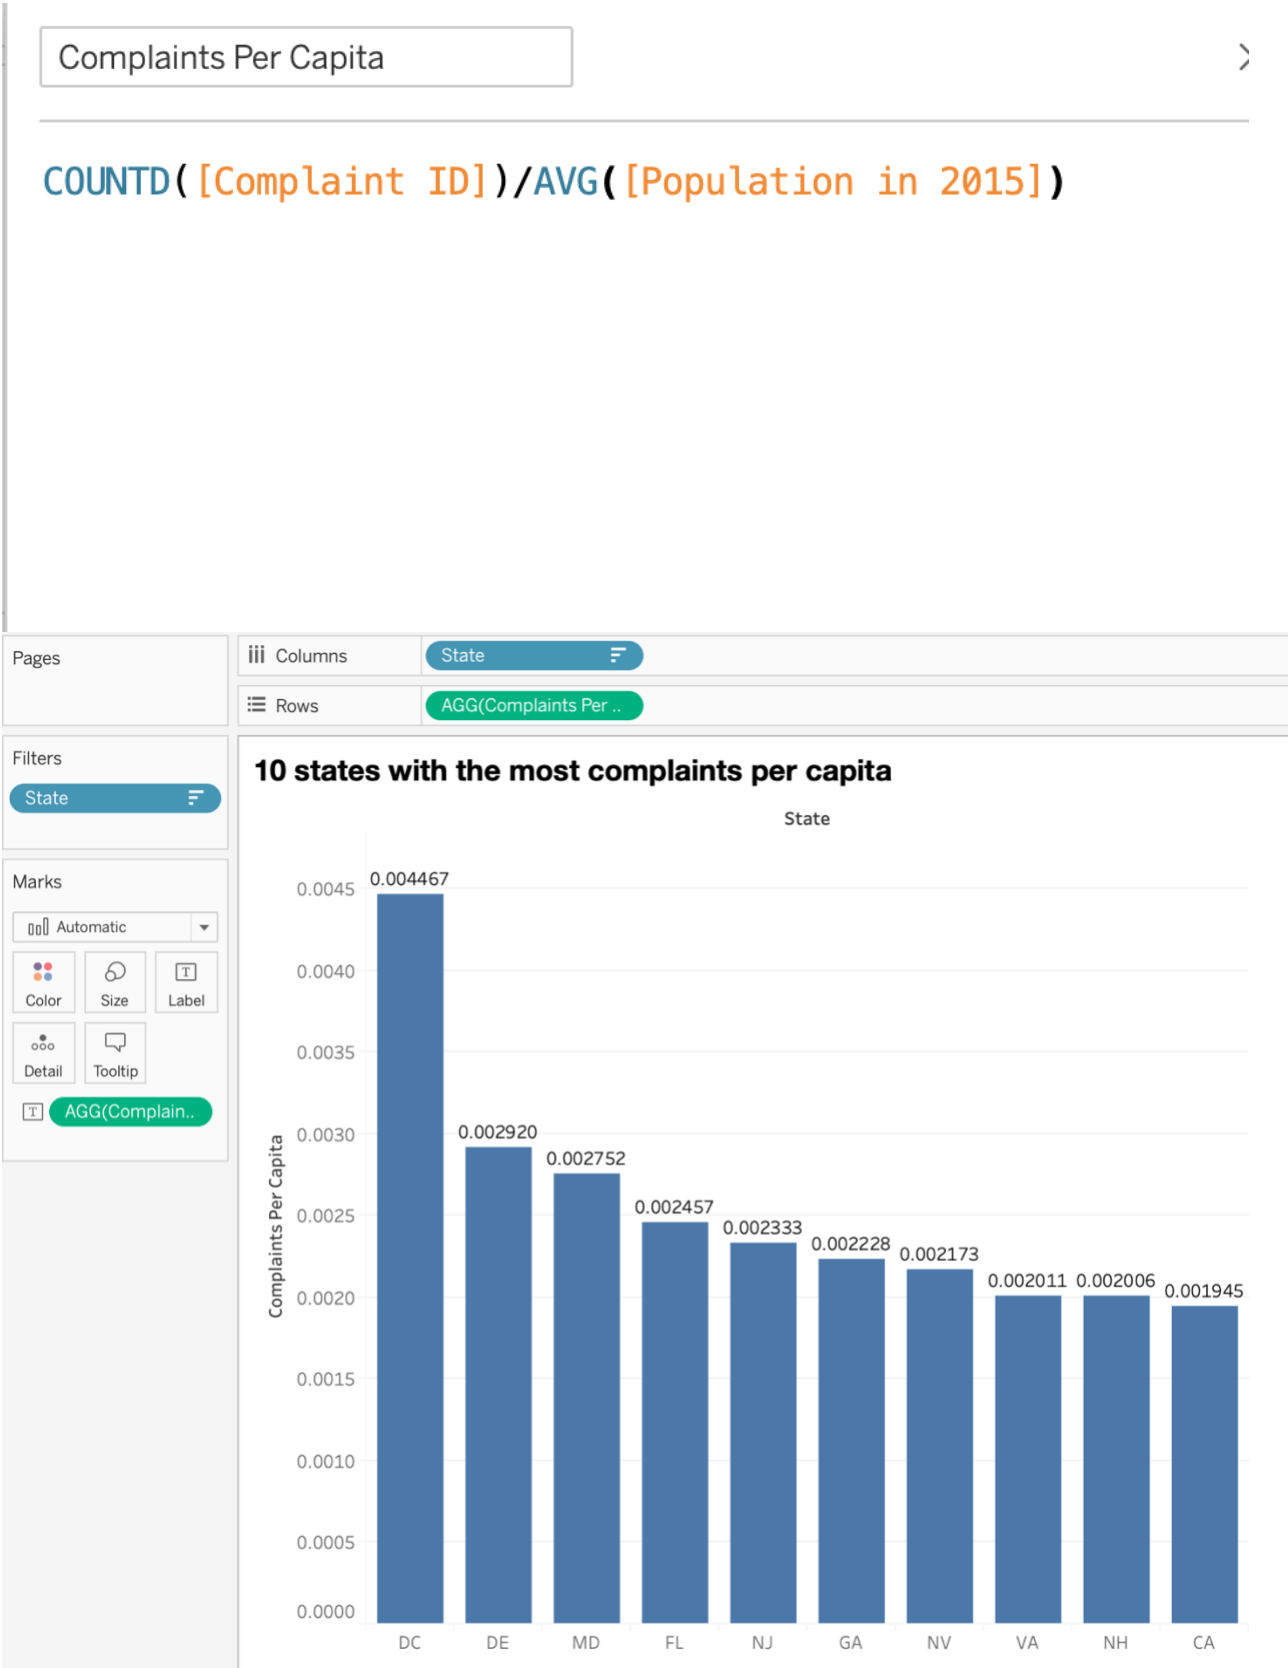 Complaints Per Capita
COUNTD([Complaint ID])/AVG([Population in 2015])
Pages
Columns
State
Rows
AGG(Complaints Per ..
Filters
State
Marks
Automatic
Color
Size
Label
Detail
Tooltip
AGG(Complain..
10 states with the most complaints per capita
State
Complaints Per Capita
0.0045
0.0040
0.0035
0.0030
0.0025
0.0020
0.0015
0.0010
0.0005
0.0000
0.004467
0.002920
0.002752
0.002457
0.002333
0.002228
0.002173
0.002011
0.002006
0.001945
DC
DE
MD
FL
NJ
GA
NV
VA
NH
CA